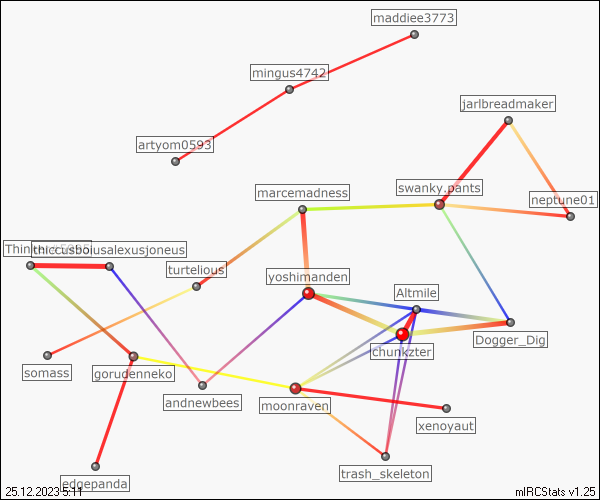 maddiee3773
mingus4742
jarlbreadmaker
artyom0593
swanky.pants
marcemadness
neptune01
thiccusboiusalexusjoneus
turtelious
yoshimanden
Altmile
Dogger_Dig
chunkzter
somass
gorudenneko
andnewbees
moonraven
xenoyaut
trash_skeleton
edgepanda
25.12.2023 5:11
mIRCStats v1.25